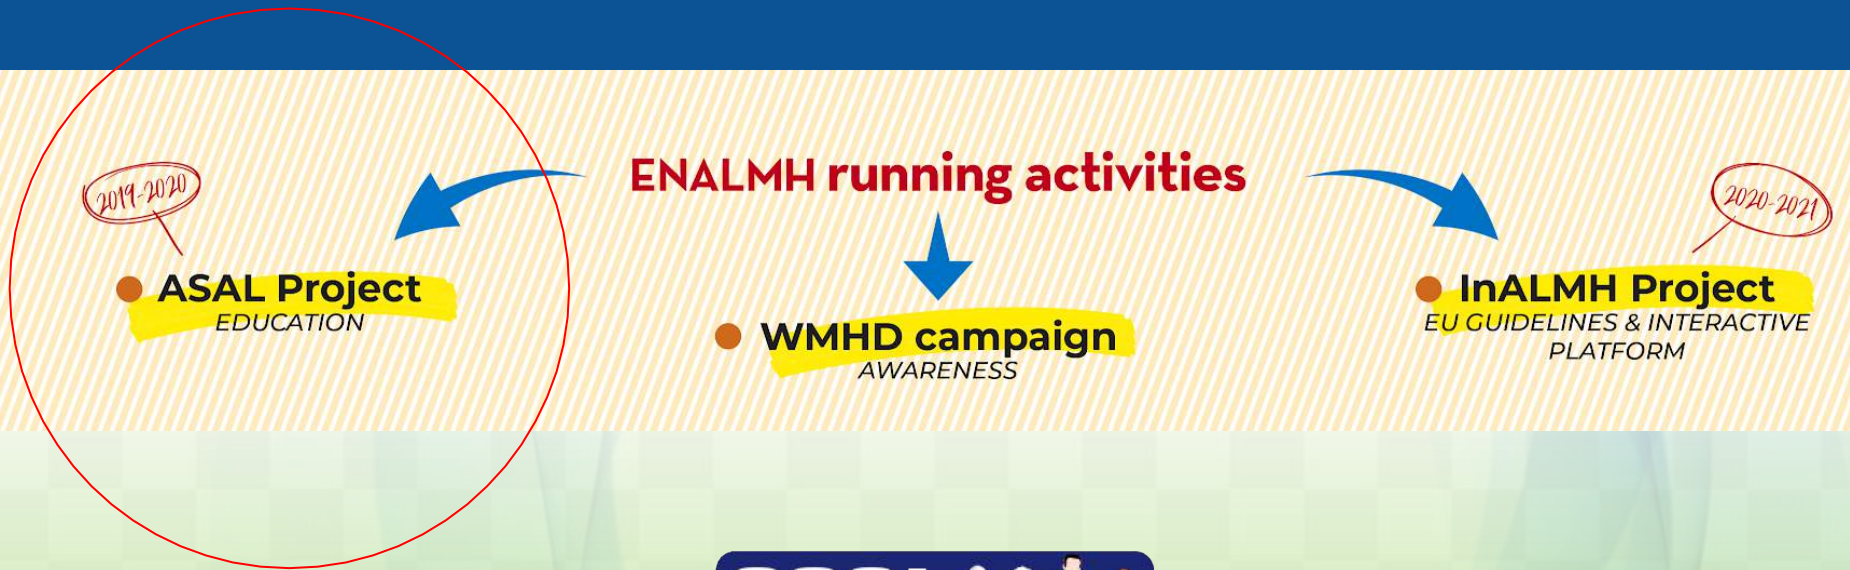 ENALMH running activities
2019-2020
ASAL Project
EDUCATION
WMHD campaign
AWARENESS
2020-2021
InALMH Project
EU GUIDELINES & INTERACTIVE
PLATFORM